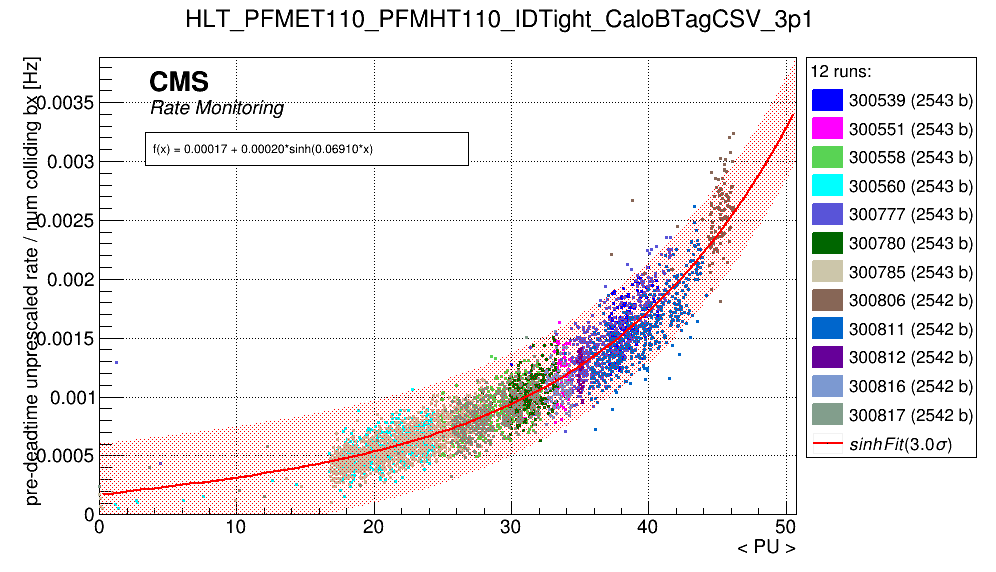 HLT_PFMET110_PFMHT110_IDTight_CaloBTagCSV_3p1
pre-deadtime unprescaled rate / num colliding bx [Hz]
CMS
Rate Monitoring
f(x) = 0.00017 + 0.00020*sinh(0.06910*x)
0.0035
0.003
0.0025
0.002
0.0015
0.001
0.0005
0
0 10 20 30 40 50
< PU >
12 runs:
300539 (2543 b)
300551 (2543 b)
300558 (2543 b)
300560 (2543 b)
300777 (2543 b)
300780 (2543 b)
300785 (2543 b)
300806 (2542 b)
300811 (2542 b)
300812 (2542 b)
300816 (2542 b)
300817 (2542 b)
sinhFit(3.0σ)